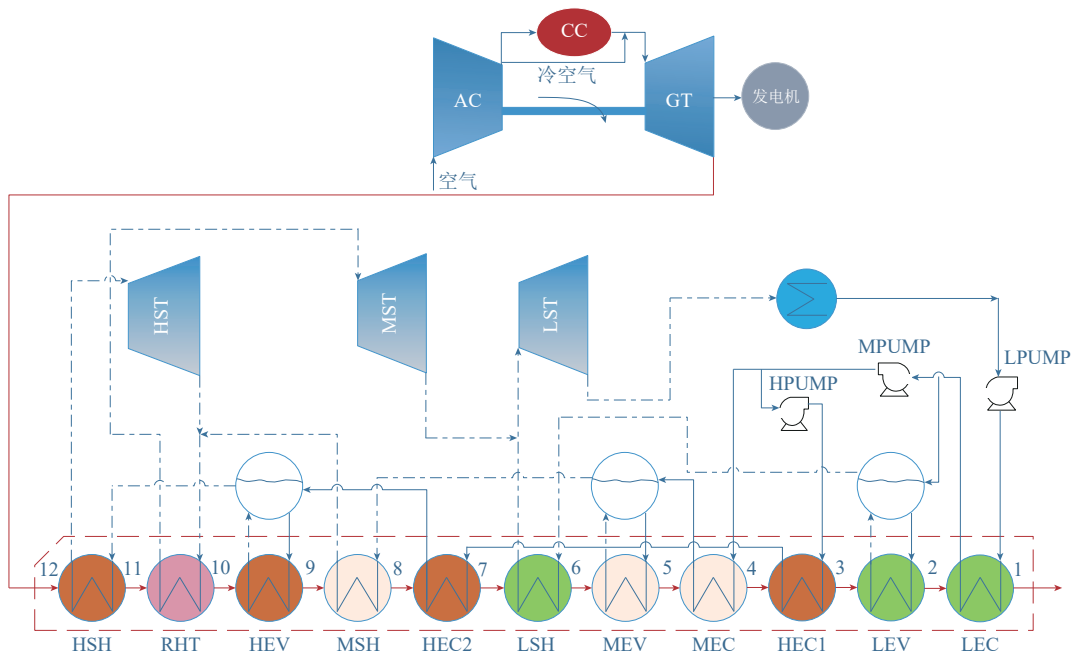 CC
冷空气
AC
GT
发电机
空气
HST
MST
LST
MPUMP
LPUMP
HPUMP
12
11
10
9
8
7
6
5
4
3
2
1
HSH
RHT
HEV
MSH
HEC2
LSH
MEV
MEC
HEC1
LEV
LEC